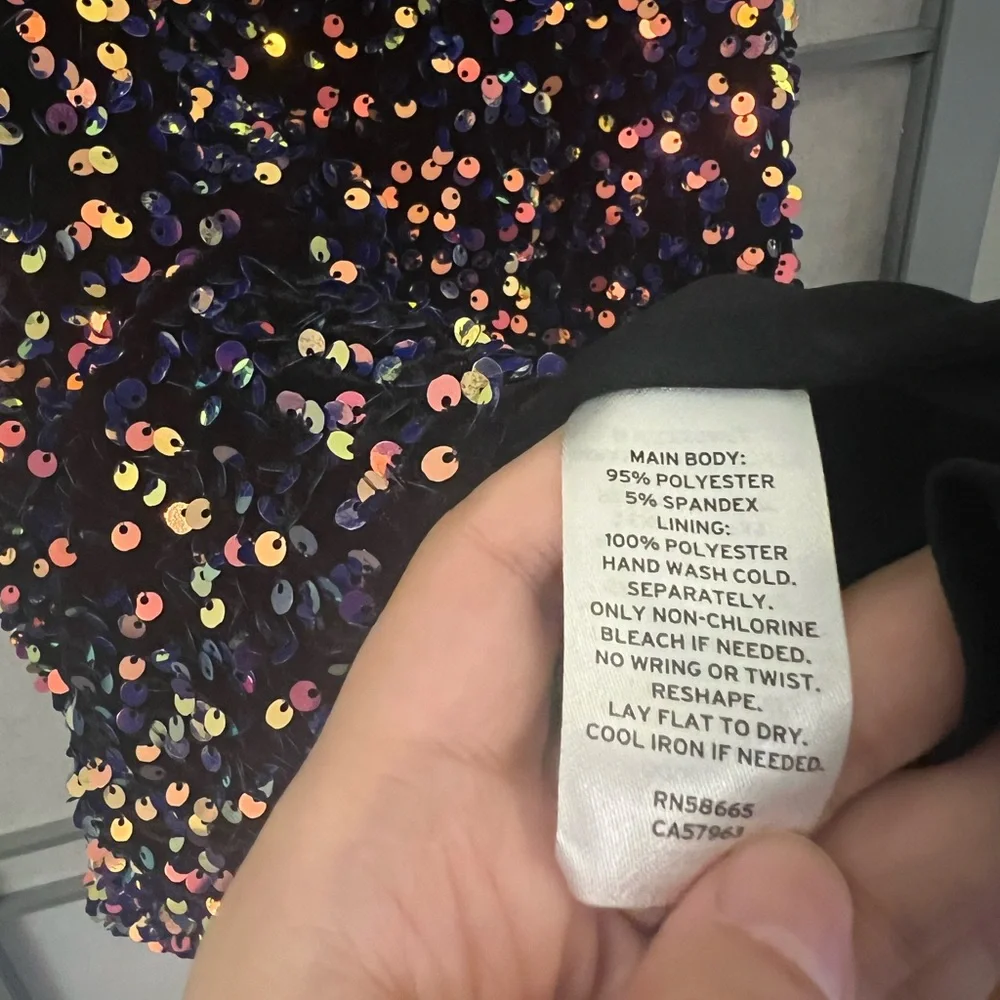 MAIN BODY:
95% POLYESTER
5% SPANDEX
LINING:
100% POLYESTER
HAND WASH COLD.
SEPARATELY.
ONLY NON-CHLORINE
BLEACH IF NEEDED.
NO WRING OR TWIST.
RESHAPE.
LAY FLAT TO DRY.
COOL IRON IF NEEDED.
RN58665